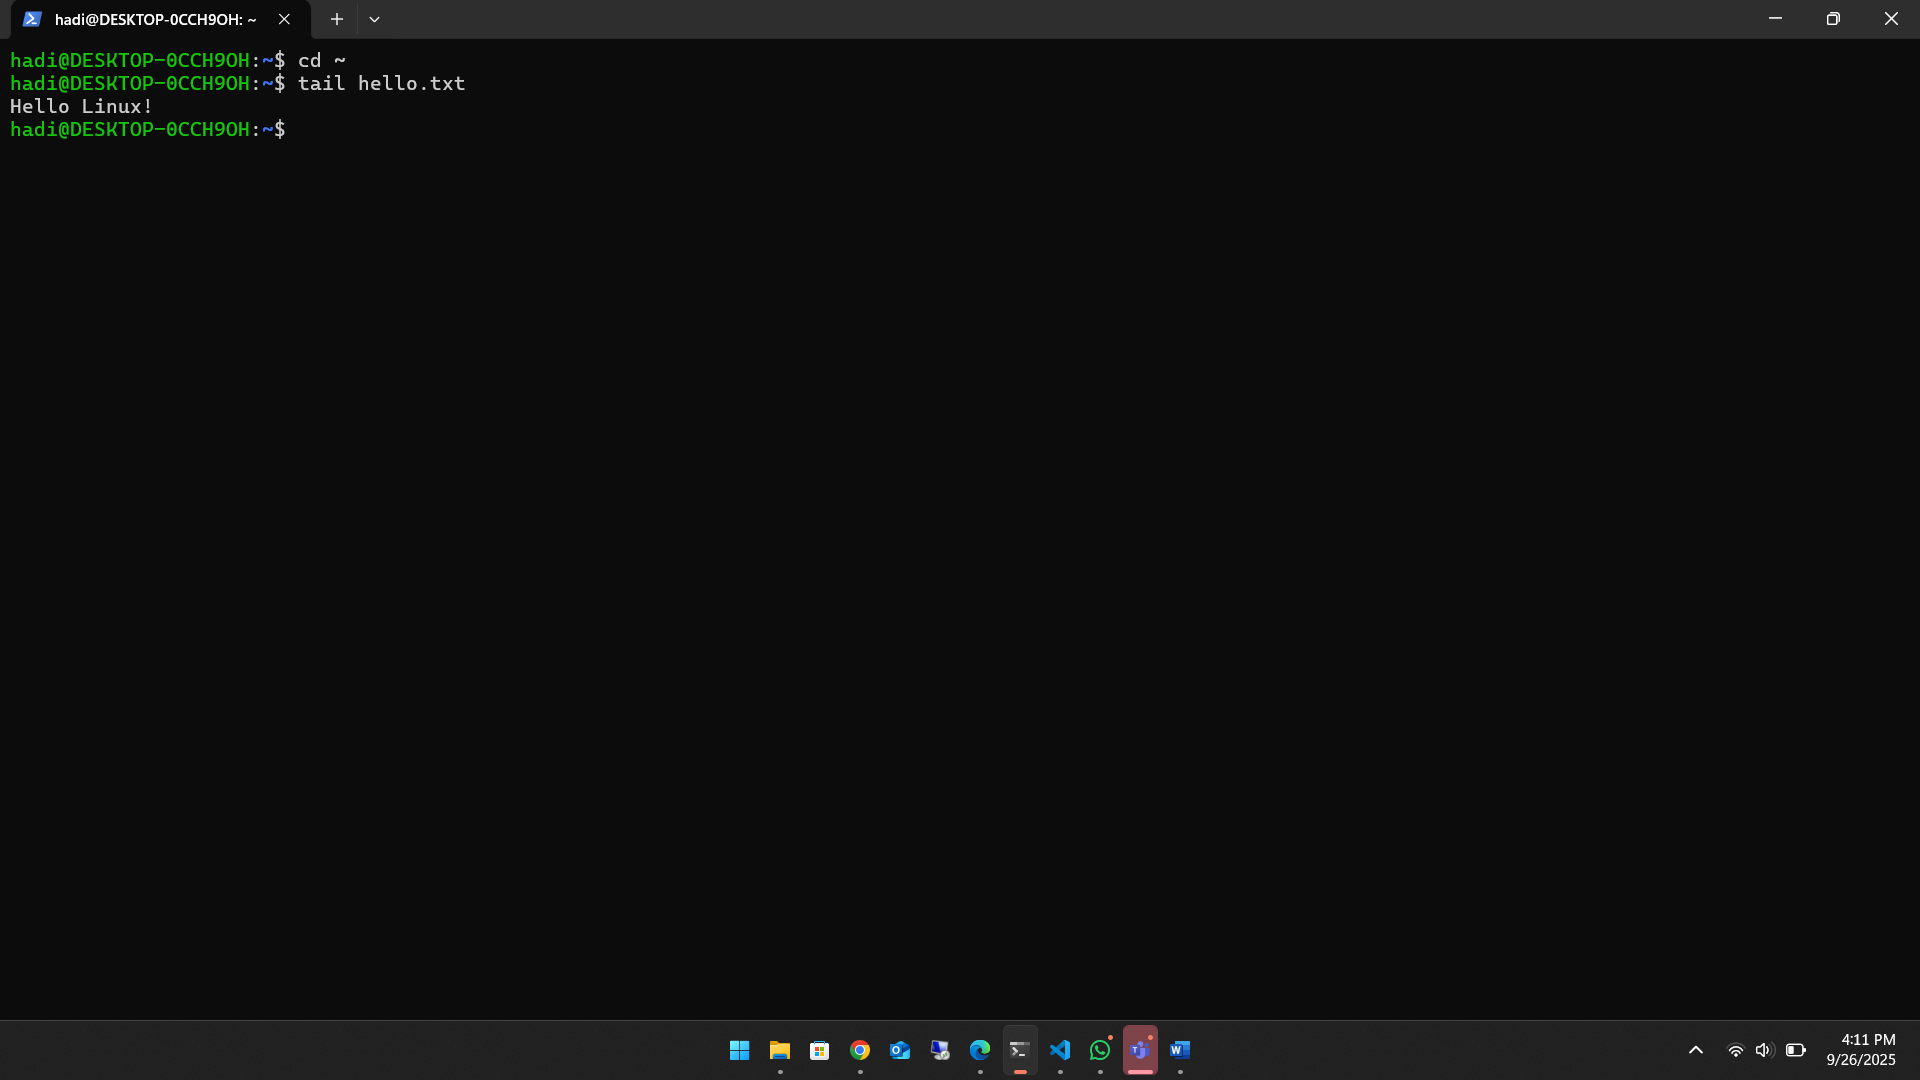 hadi@DESKTOP-0CCH9OH: ~
hadi@DESKTOP-0CCH9OH:~$ cd ~
hadi@DESKTOP-0CCH9OH:~$ tail hello.txt
Hello Linux!
hadi@DESKTOP-0CCH9OH:~$
4:11 PM
9/26/2025